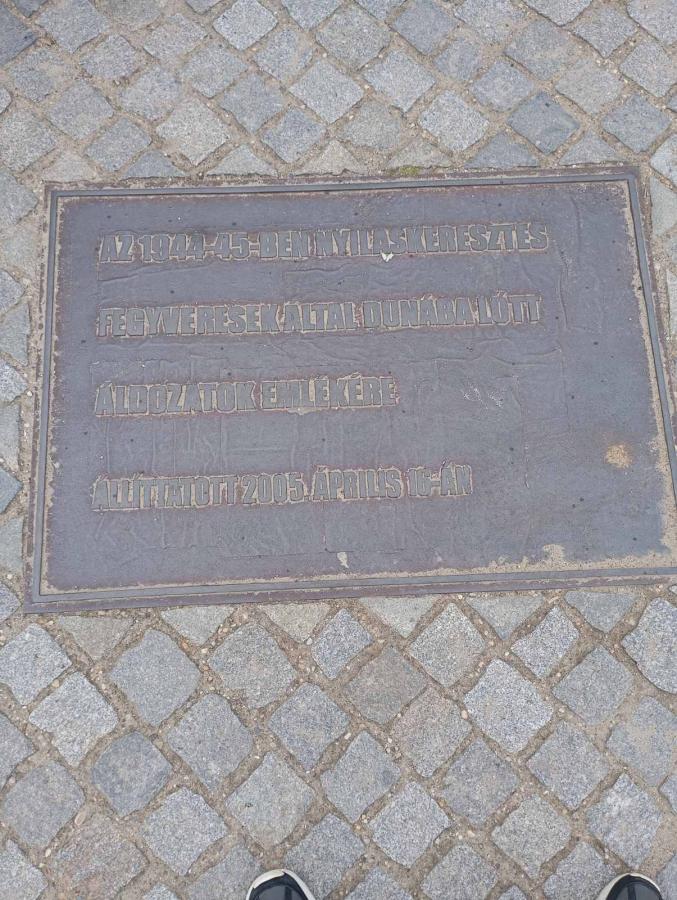 AZ 1944-45-BEN NYILASKERESZTES
FEGYVERESEK ÁLTAL DUNÁBA LŐTT
ÁLDOZATOK EMLÉKÉRE
ÁLLÍTTATOTT 2005. ÁPRILIS 16-ÁN